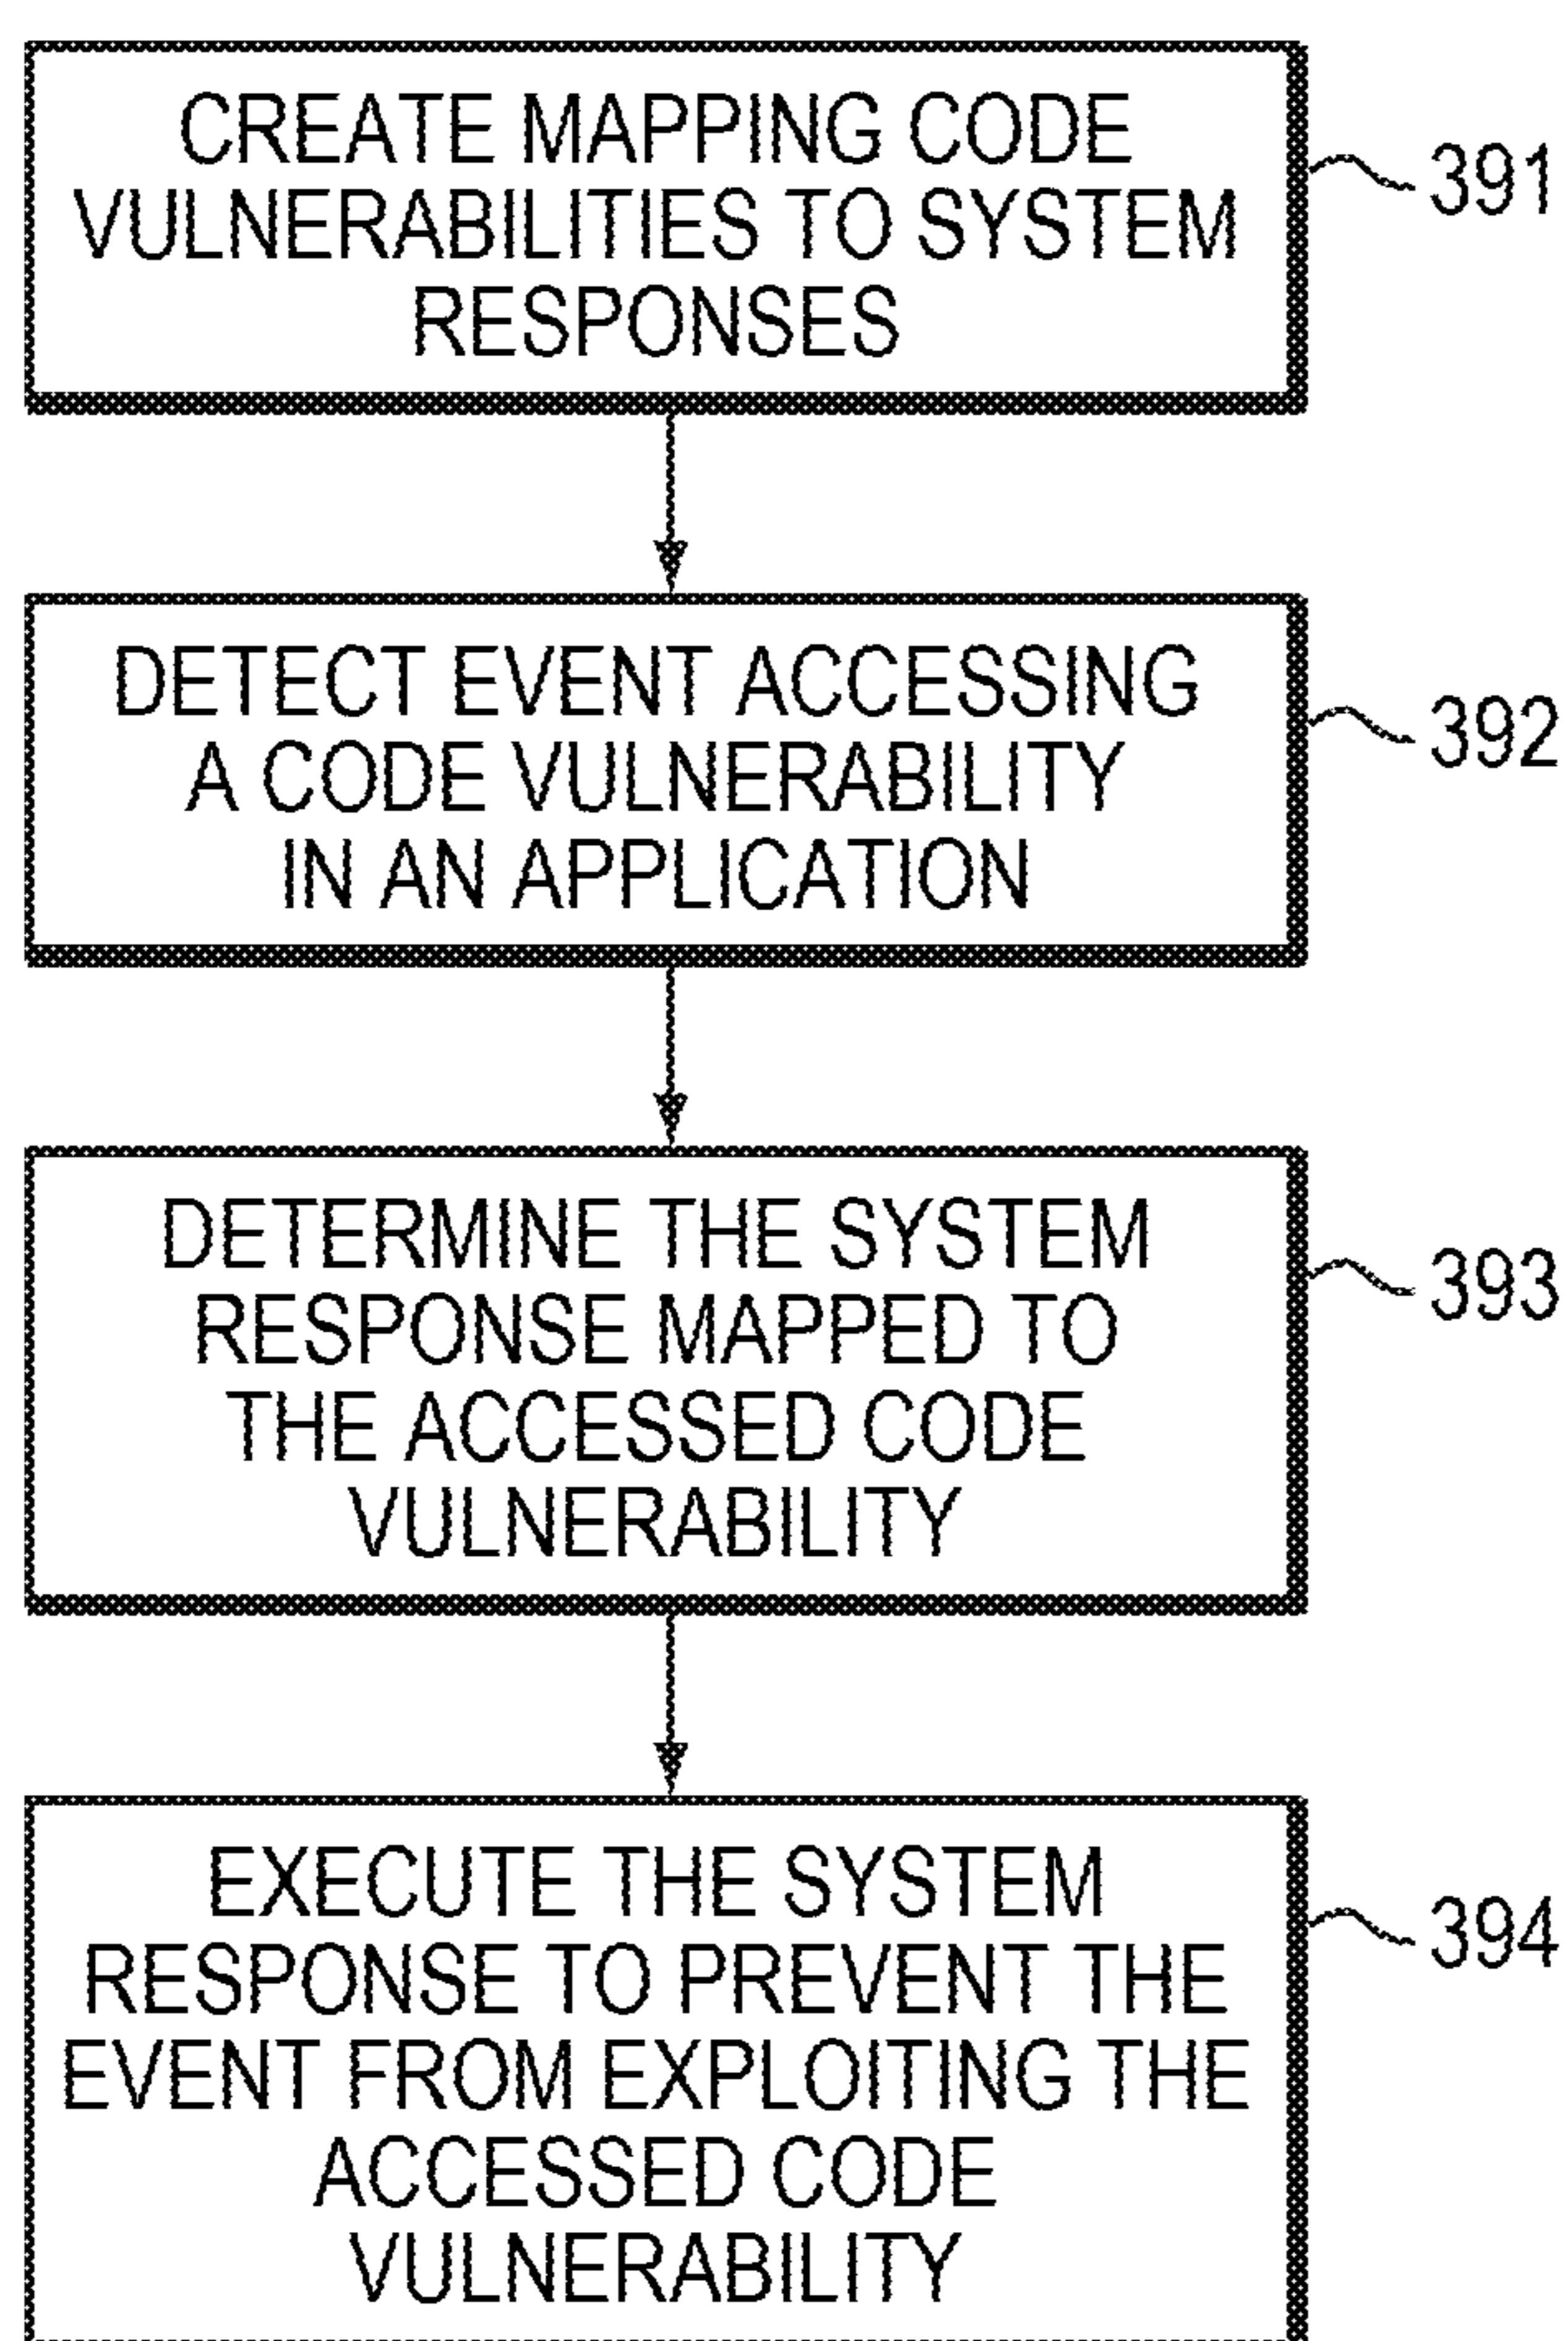 CREATE MAPPING CODE
VULNERABILITIES TO SYSTEM
RESPONSES
391
DETECT EVENT ACCESSING
A CODE VULNERABILITY
IN AN APPLICATION
392
DETERMINE THE SYSTEM
RESPONSE MAPPED TO
THE ACCESSED CODE
VULNERABILITY
393
EXECUTE THE SYSTEM
RESPONSE TO PREVENT THE
EVENT FROM EXPLOITING THE
ACCESSED CODE
VULNERABILITY
394